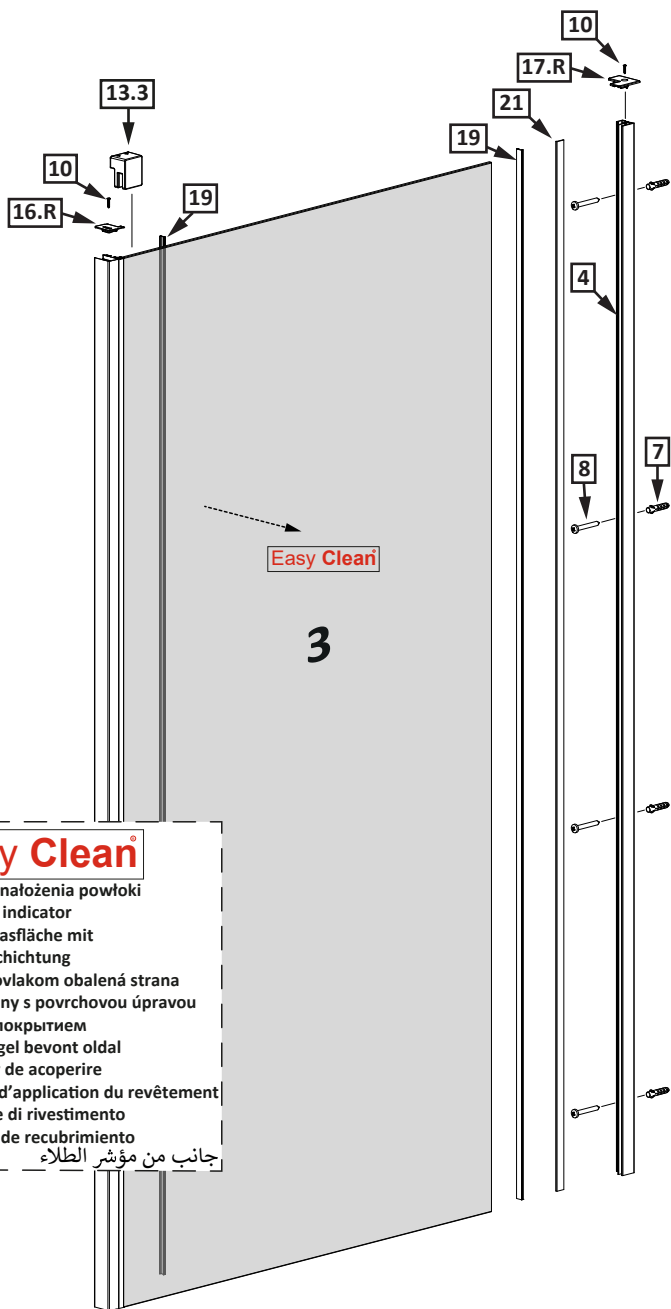 10
17.R
13.3
21
19
10
19
16.R
4
8
7
Easy Clean®
3
y Clean®
nałożenia powłoki
indicator
asfläche mit
chichtung
ovlakom obalená strana
ny s povrchovou úpravou
покрытием
gel bevont oldal
de acoperire
d’application du revêtement
e di rivestimento
de recubrimiento
جانب من مؤشر الطلاء